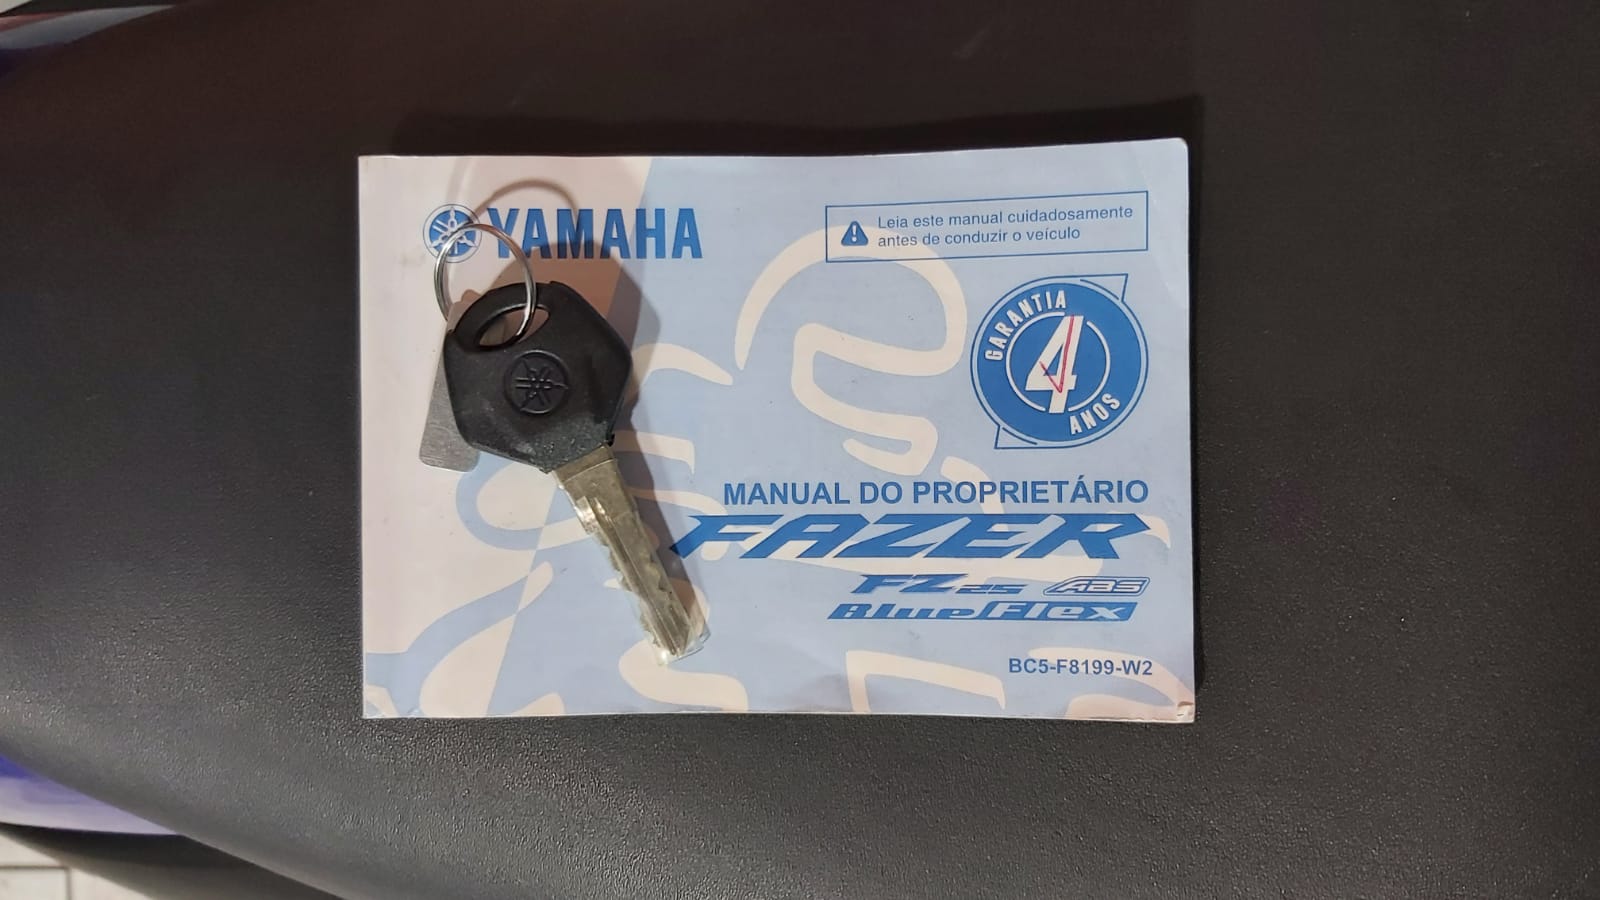 YAMAHA
Leia este manual cuidadosamente
antes de conduzir o veículo
GARANTIA
4
ANOS
MANUAL DO PROPRIETÁRIO
FAZER
FZ25 ABS
BlueFlex
BC5-F8199-W2